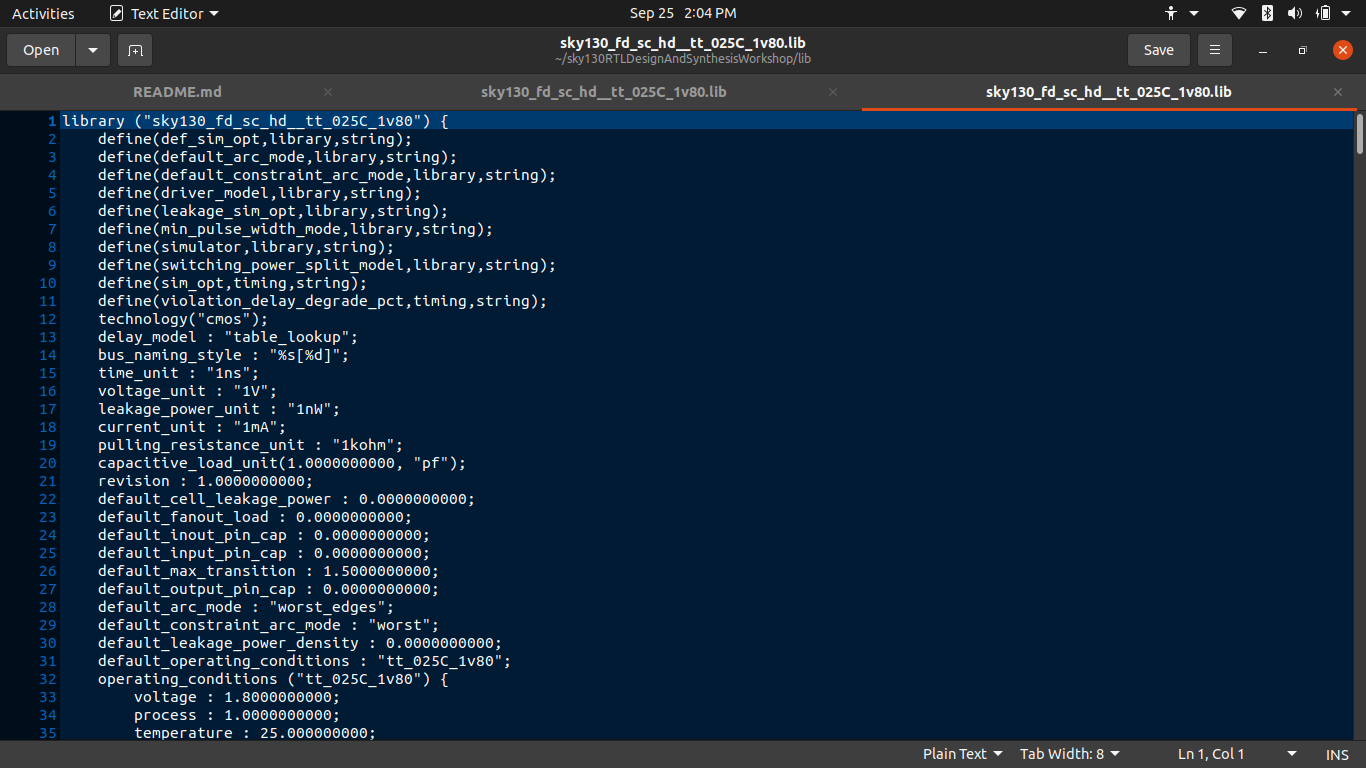 Activities Text Editor Sep 25 2:04 PM
Open sky130_fd_sc_hd__tt_025C_1v80.lib Save
~/sky130RTLDesignAndSynthesisWorkshop/lib
README.md sky130_fd_sc_hd__tt_025C_1v80.lib sky130_fd_sc_hd__tt_025C_1v80.lib
1 library ("sky130_fd_sc_hd__tt_025C_1v80") {
2 define(def_sim_opt,library,string);
3 define(default_arc_mode,library,string);
4 define(default_constraint_arc_mode,library,string);
5 define(driver_model,library,string);
6 define(leakage_sim_opt,library,string);
7 define(min_pulse_width_mode,library,string);
8 define(simulator,library,string);
9 define(switching_power_split_model,library,string);
10 define(sim_opt,timing,string);
11 define(violation_delay_degrade_pct,timing,string);
12 technology("cmos");
13 delay_model : "table_lookup";
14 bus_naming_style : "%s[%d]";
15 time_unit : "1ns";
16 voltage_unit : "1V";
17 leakage_power_unit : "1nW";
18 current_unit : "1mA";
19 pulling_resistance_unit : "1kohm";
20 capacitive_load_unit(1.0000000000, "pf");
21 revision : 1.0000000000;
22 default_cell_leakage_power : 0.0000000000;
23 default_fanout_load : 0.0000000000;
24 default_inout_pin_cap : 0.0000000000;
25 default_input_pin_cap : 0.0000000000;
26 default_max_transition : 1.5000000000;
27 default_output_pin_cap : 0.0000000000;
28 default_arc_mode : "worst_edges";
29 default_constraint_arc_mode : "worst";
30 default_leakage_power_density : 0.0000000000;
31 default_operating_conditions : "tt_025C_1v80";
32 operating_conditions ("tt_025C_1v80") {
33 voltage : 1.8000000000;
34 process : 1.0000000000;
35 temperature : 25.000000000;
Plain Text Tab Width: 8 Ln 1, Col 1 INS